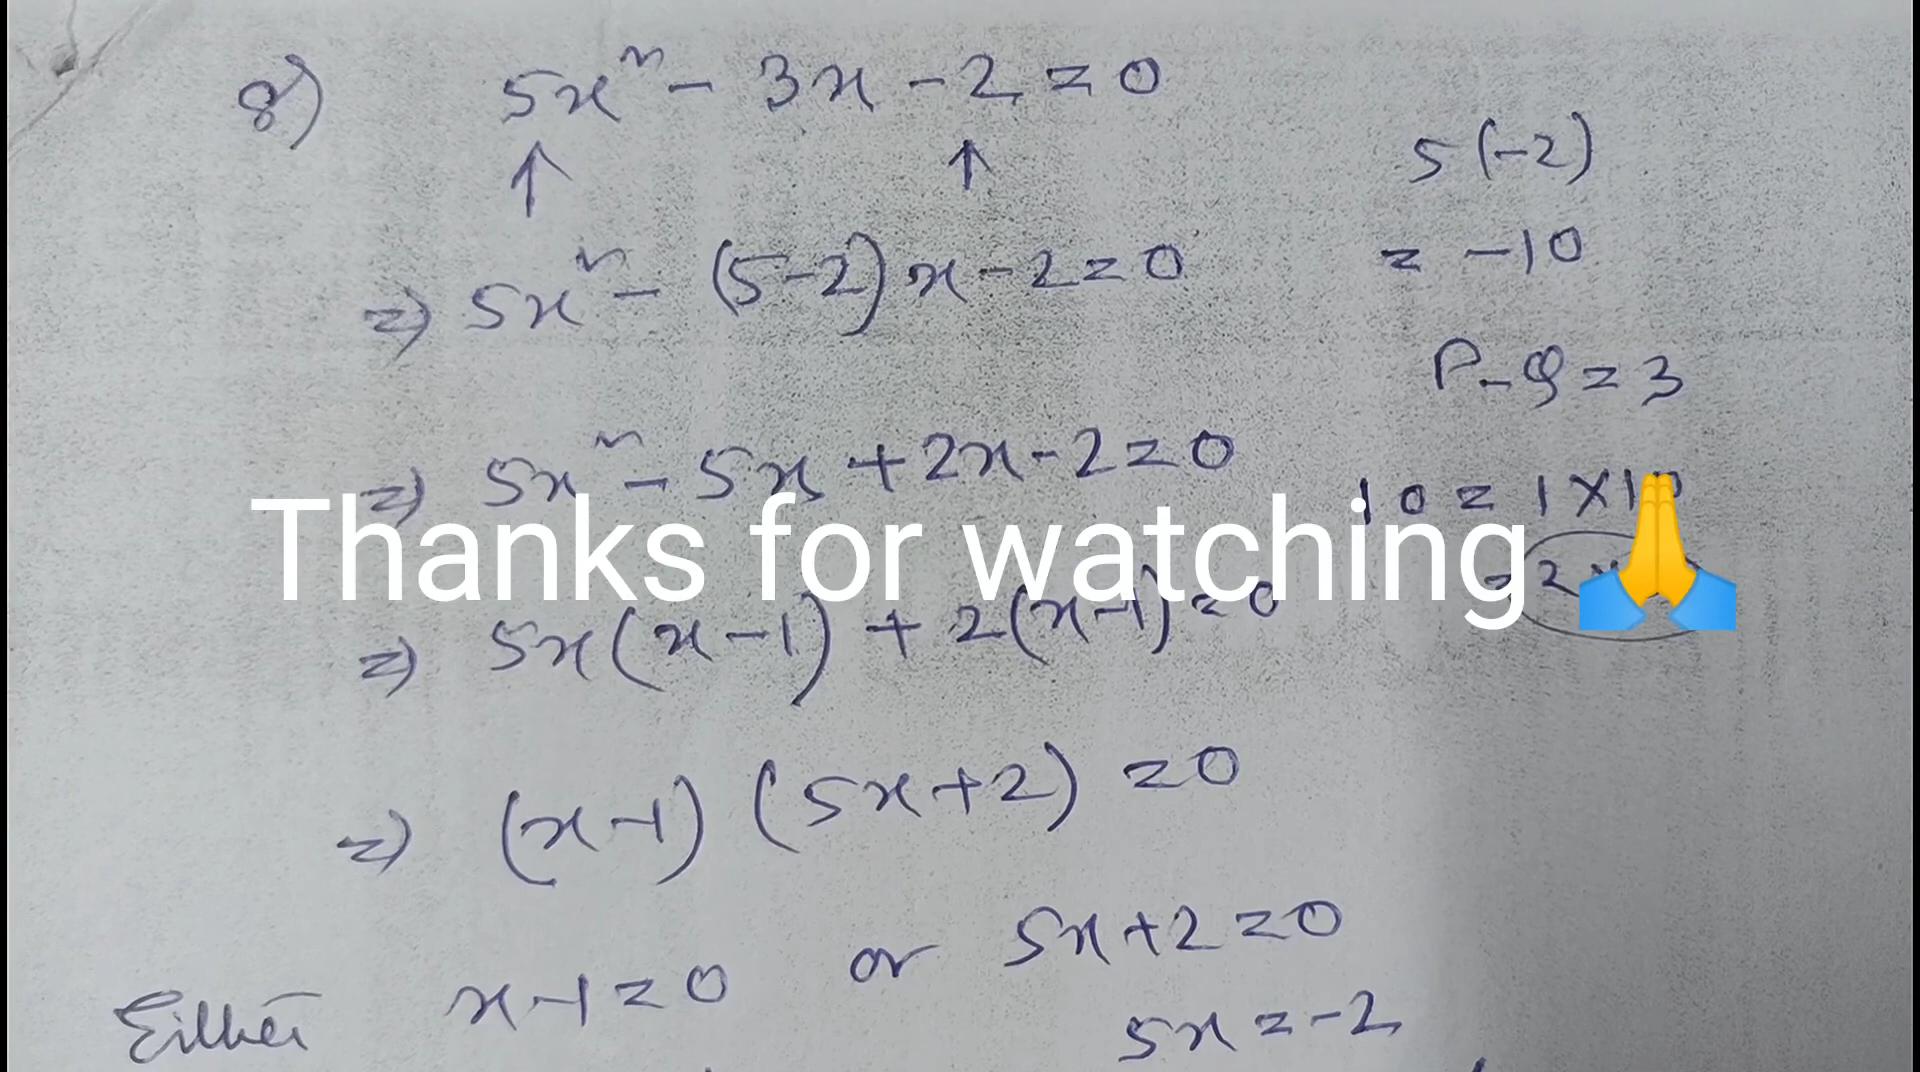 8) 5x² - 3x - 2 = 0
5(-2)
⇒ 5x² - (5-2)x - 2 = 0
= -10
P - Q = 3
⇒ 5x² - 5x + 2x - 2 = 0
10 = 1 × 10
Thanks for watching 🙏
= 2 ×
⇒ 5x(x-1) + 2(x-1) = 0
⇒ (x-1) (5x+2) = 0
Either x-1 = 0 or 5x+2 = 0
5x = -2